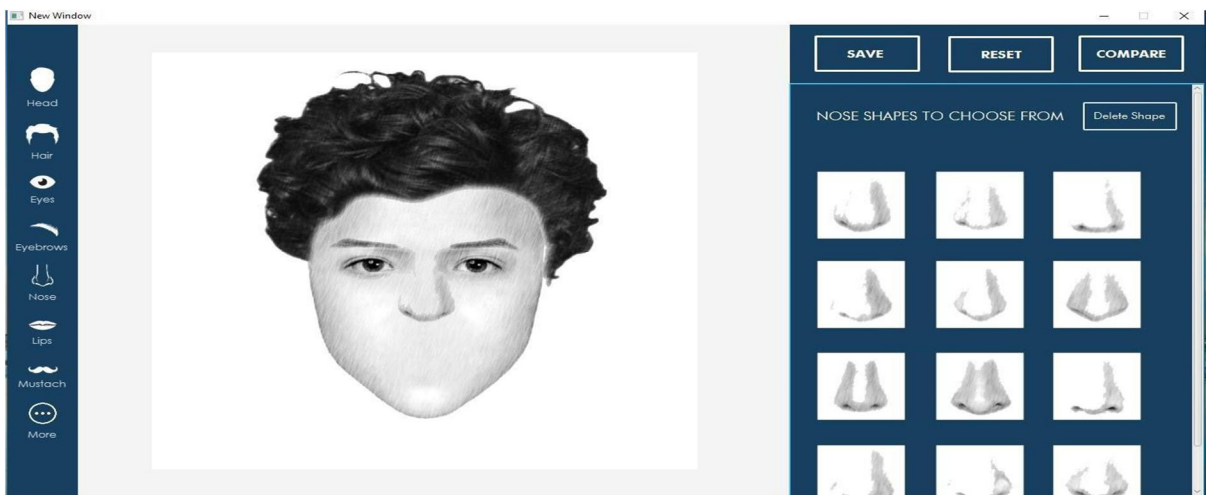 New Window
SAVE
RESET
COMPARE
Head
Hair
Eyes
Eyebrows
Nose
Lips
Mustach
More
NOSE SHAPES TO CHOOSE FROM
Delete Shape